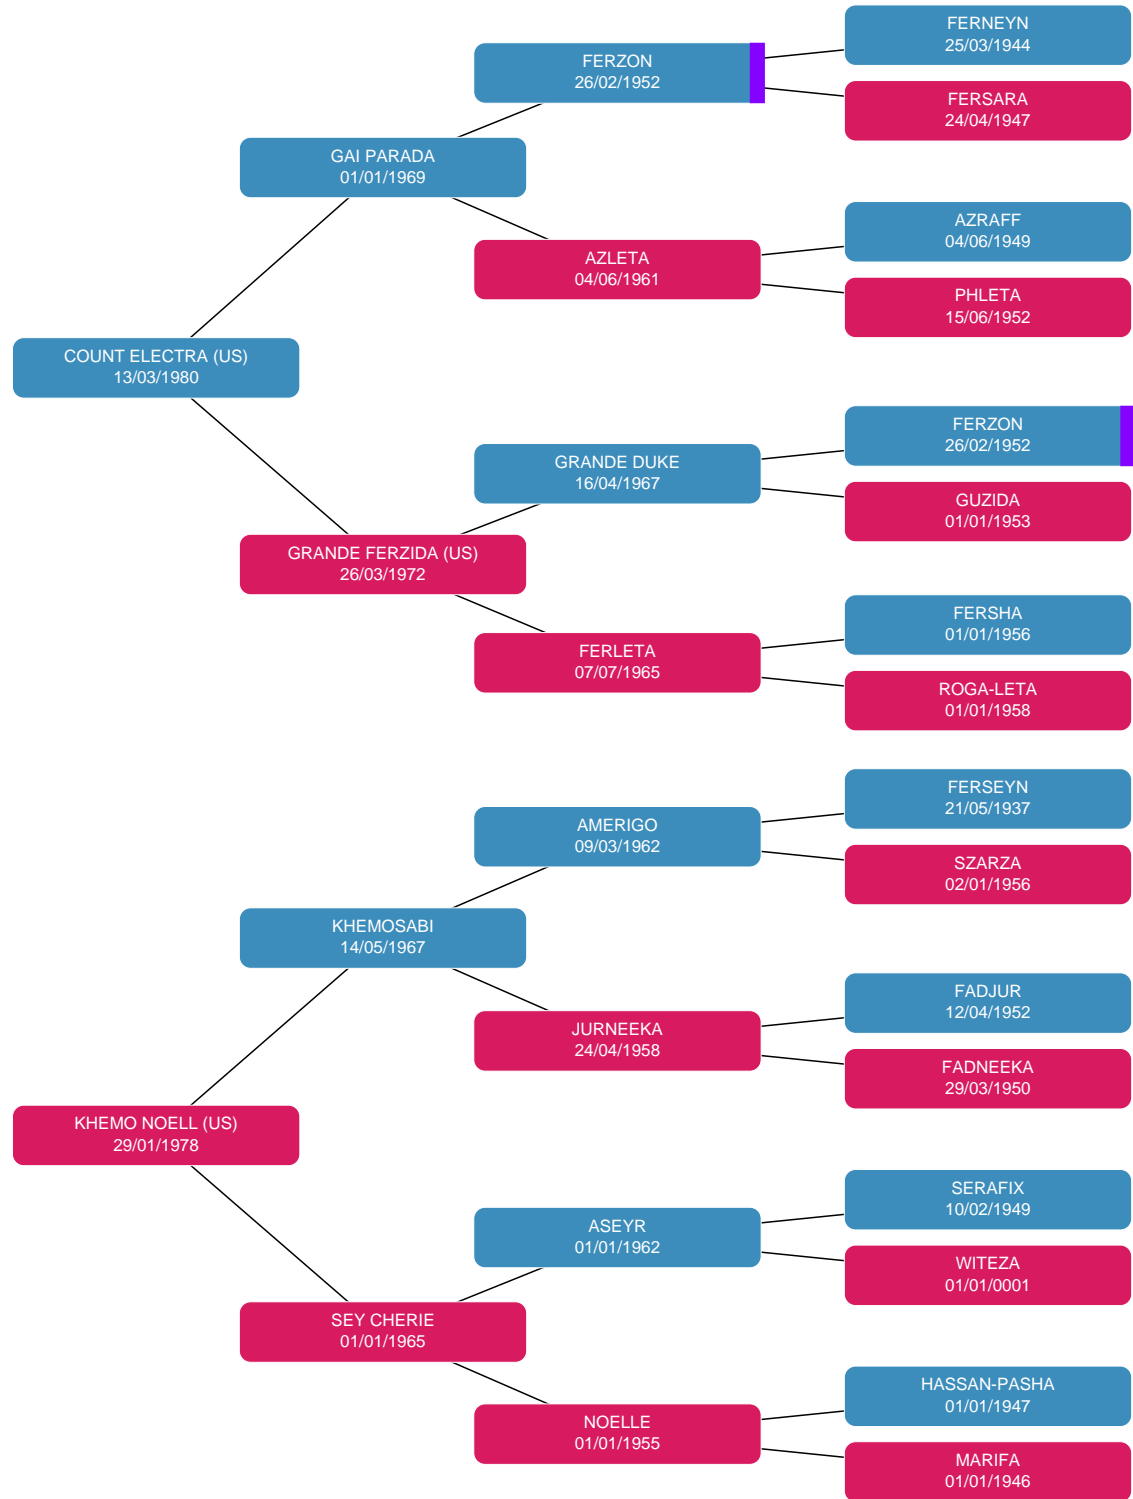 FERNEYN
25/03/1944
FERZON
26/02/1952
FERSARA
24/04/1947
GAI PARADA
01/01/1969
AZRAFF
04/06/1949
AZLETA
04/06/1961
PHLETA
15/06/1952
COUNT ELECTRA (US)
13/03/1980
FERZON
26/02/1952
GRANDE DUKE
16/04/1967
GUZIDA
01/01/1953
GRANDE FERZIDA (US)
26/03/1972
FERSHA
01/01/1956
FERLETA
07/07/1965
ROGA-LETA
01/01/1958
FERSEYN
21/05/1937
AMERIGO
09/03/1962
SZARZA
02/01/1956
KHEMOSABI
14/05/1967
FADJUR
12/04/1952
JURNEEKA
24/04/1958
FADNEEKA
29/03/1950
KHEMO NOELL (US)
29/01/1978
SERAFIX
10/02/1949
ASEYR
01/01/1962
WITEZA
01/01/0001
SEY CHERIE
01/01/1965
HASSAN-PASHA
01/01/1947
NOELLE
01/01/1955
MARIFA
01/01/1946